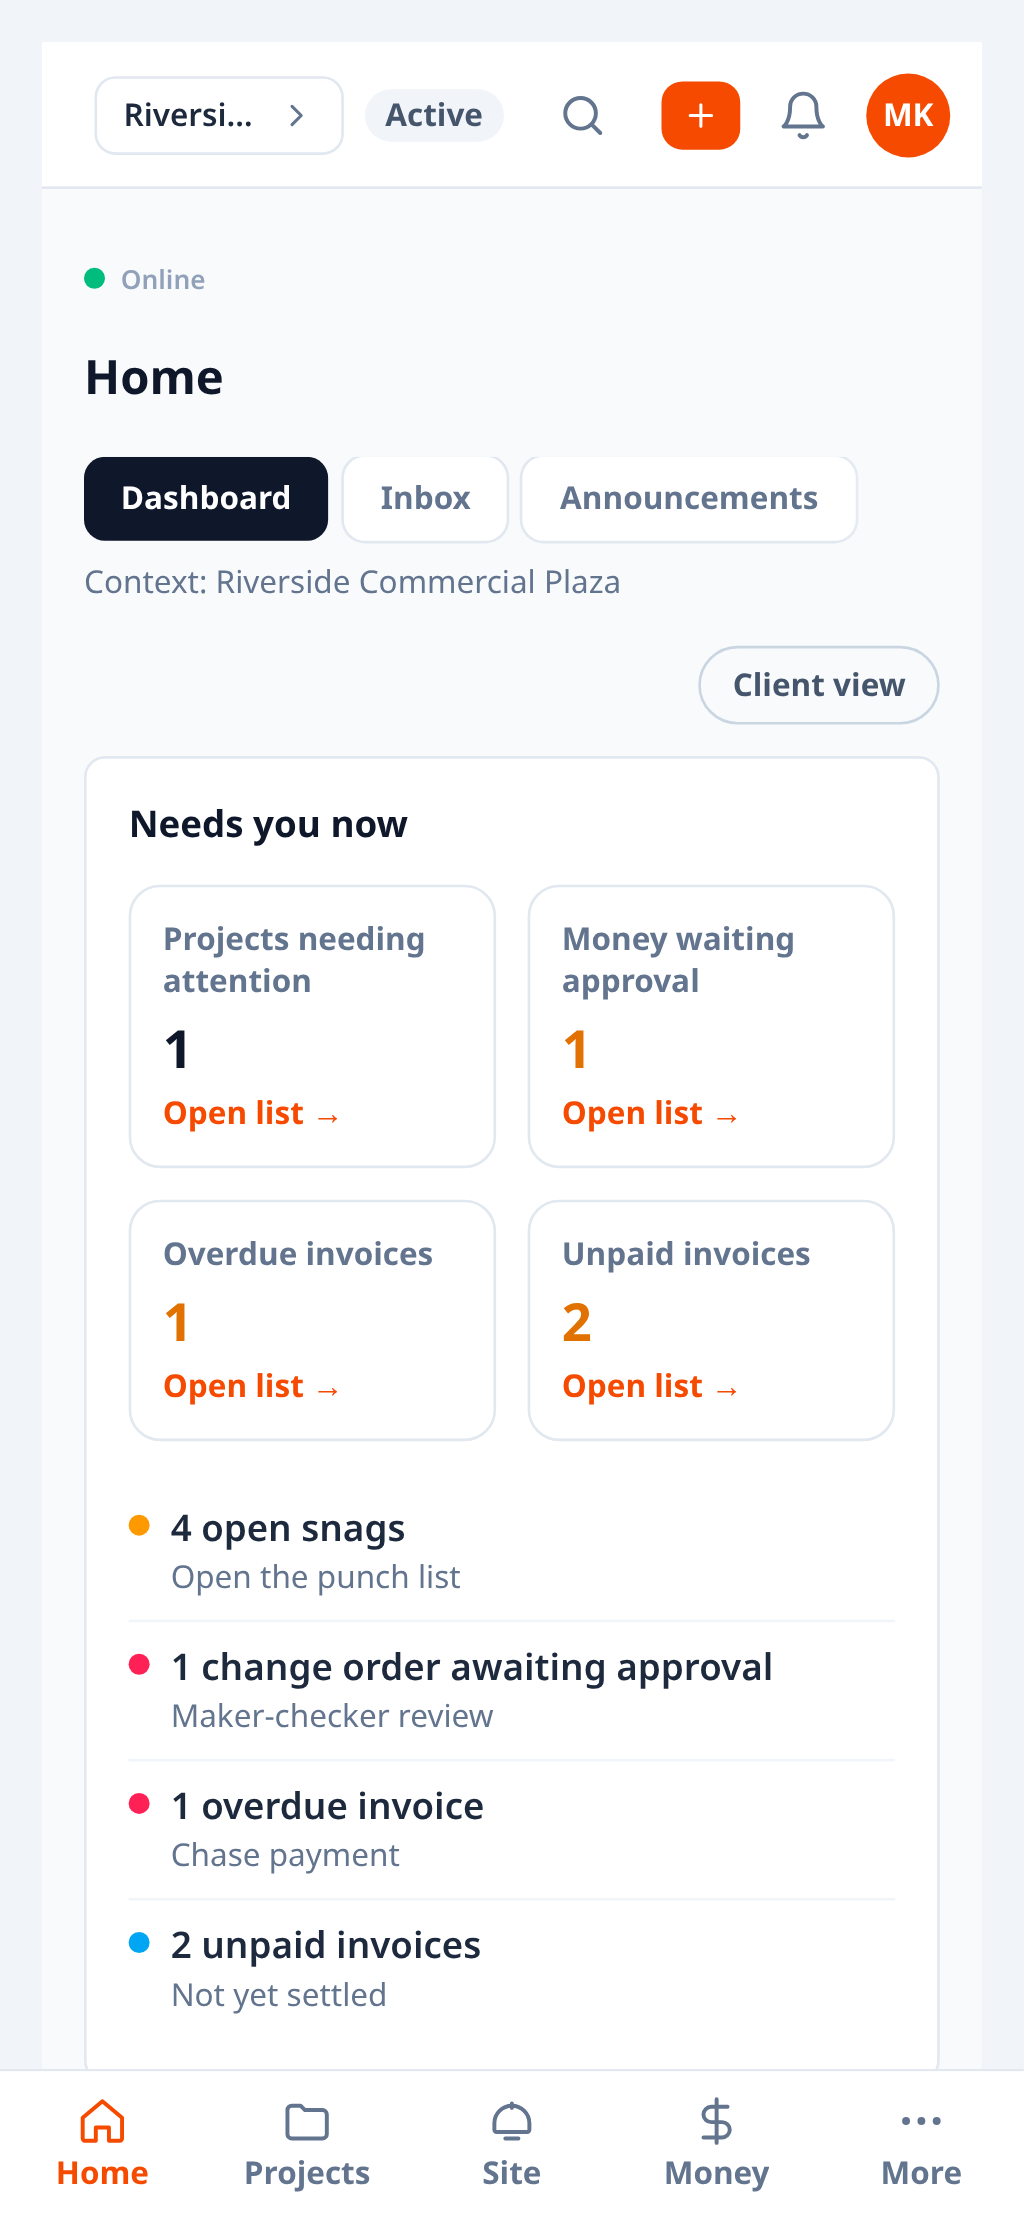 Riversi...
Active
MK
Online
Home
Dashboard
Inbox
Announcements
Context: Riverside Commercial Plaza
Client view
Needs you now
Projects needing
attention
1
Open list →
Money waiting
approval
1
Open list →
Overdue invoices
1
Open list →
Unpaid invoices
2
Open list →
4 open snags
Open the punch list
1 change order awaiting approval
Maker-checker review
1 overdue invoice
Chase payment
2 unpaid invoices
Not yet settled
Home
Projects
Site
Money
More